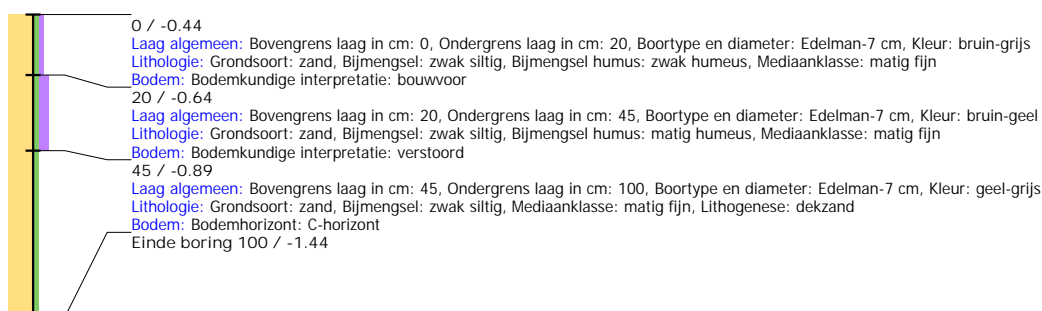 0 / -0.44
Laag algemeen: Bovengrens laag in cm: 0, Ondergrens laag in cm: 20, Boortype en diameter: Edelman-7 cm, Kleur: bruin-grijs
Lithologie: Grondsoort: zand, Bijmengsel: zwak siltig, Bijmengsel humus: zwak humeus, Mediaanklasse: matig fijn
Bodem: Bodemkundige interpretatie: bouwvoor
20 / -0.64
Laag algemeen: Bovengrens laag in cm: 20, Ondergrens laag in cm: 45, Boortype en diameter: Edelman-7 cm, Kleur: bruin-geel
Lithologie: Grondsoort: zand, Bijmengsel: zwak siltig, Bijmengsel humus: matig humeus, Mediaanklasse: matig fijn
Bodem: Bodemkundige interpretatie: verstoord
45 / -0.89
Laag algemeen: Bovengrens laag in cm: 45, Ondergrens laag in cm: 100, Boortype en diameter: Edelman-7 cm, Kleur: geel-grijs
Lithologie: Grondsoort: zand, Bijmengsel: zwak siltig, Mediaanklasse: matig fijn, Lithogenese: dekzand
Bodem: Bodemhorizont: C-horizont
Einde boring 100 / -1.44